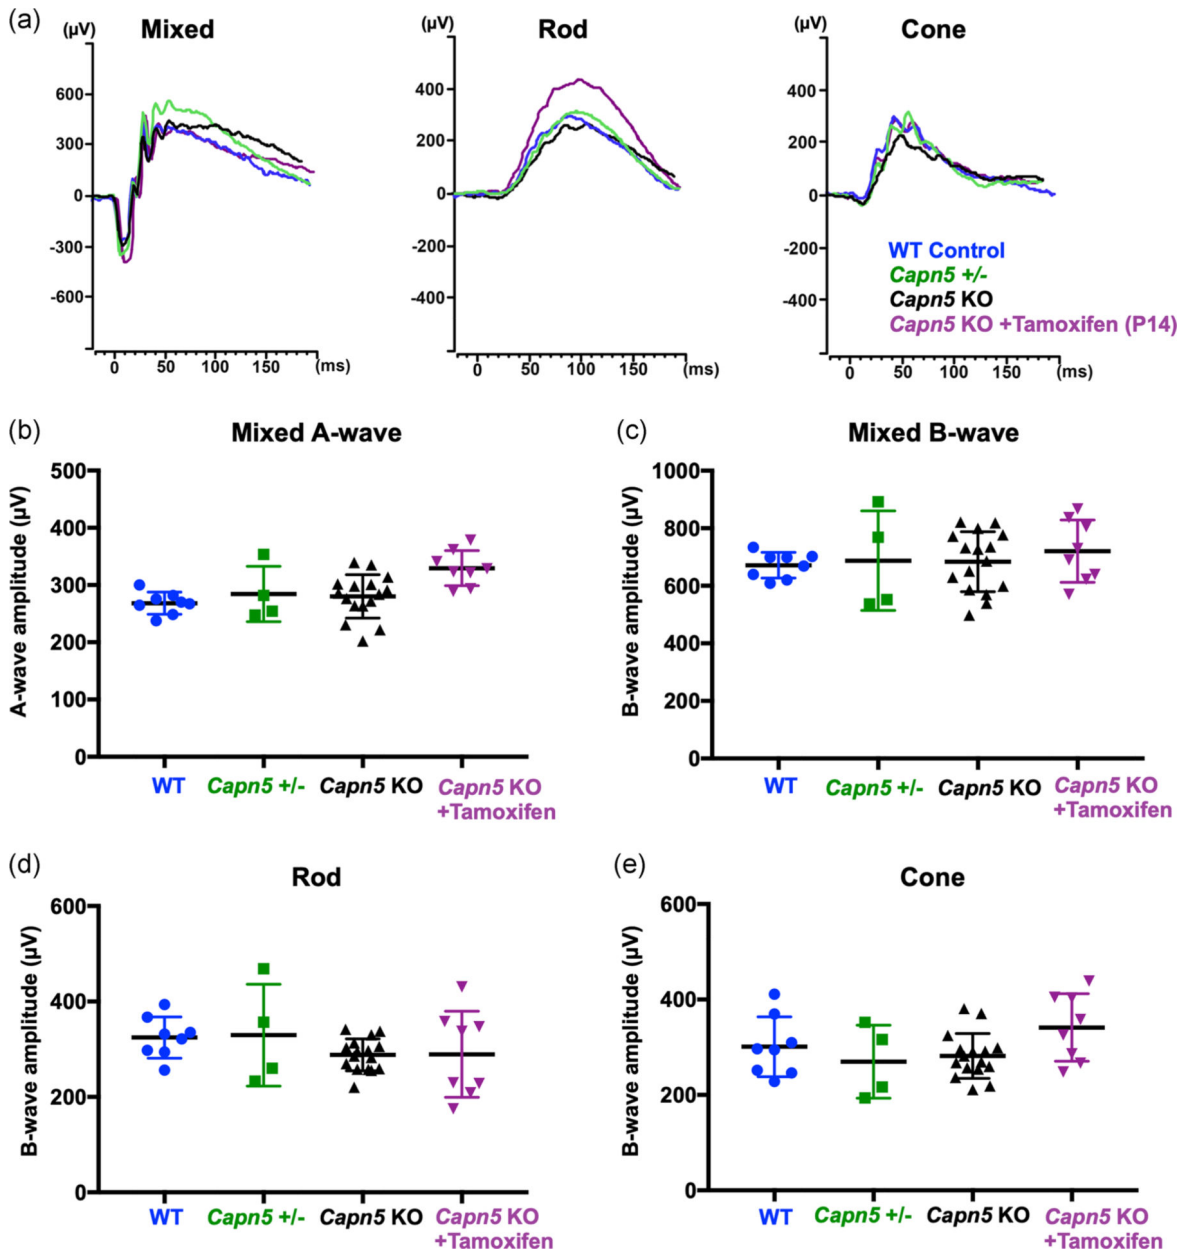 (a)
(µV) Mixed
600
300
0
-300
-600
0 50 100 150 (ms)
(µV) Rod
400
200
0
-200
-400
0 50 100 150 (ms)
(µV) Cone
400
200
0
-200
-400
0 50 100 150 (ms)
WT Control
Capn5 +/-
Capn5 KO
Capn5 KO +Tamoxifen (P14)
(b)
Mixed A-wave
A-wave amplitude (µV)
500
400
300
200
100
0
WT Capn5 +/- Capn5 KO Capn5 KO
+Tamoxifen
(c)
Mixed B-wave
B-wave amplitude (µV)
1000
800
600
400
200
0
WT Capn5 +/- Capn5 KO Capn5 KO
+Tamoxifen
(d)
Rod
B-wave amplitude (µV)
600
400
200
0
WT Capn5 +/- Capn5 KO Capn5 KO
+Tamoxifen
(e)
Cone
B-wave amplitude (µV)
600
400
200
0
WT Capn5 +/- Capn5 KO Capn5 KO
+Tamoxifen